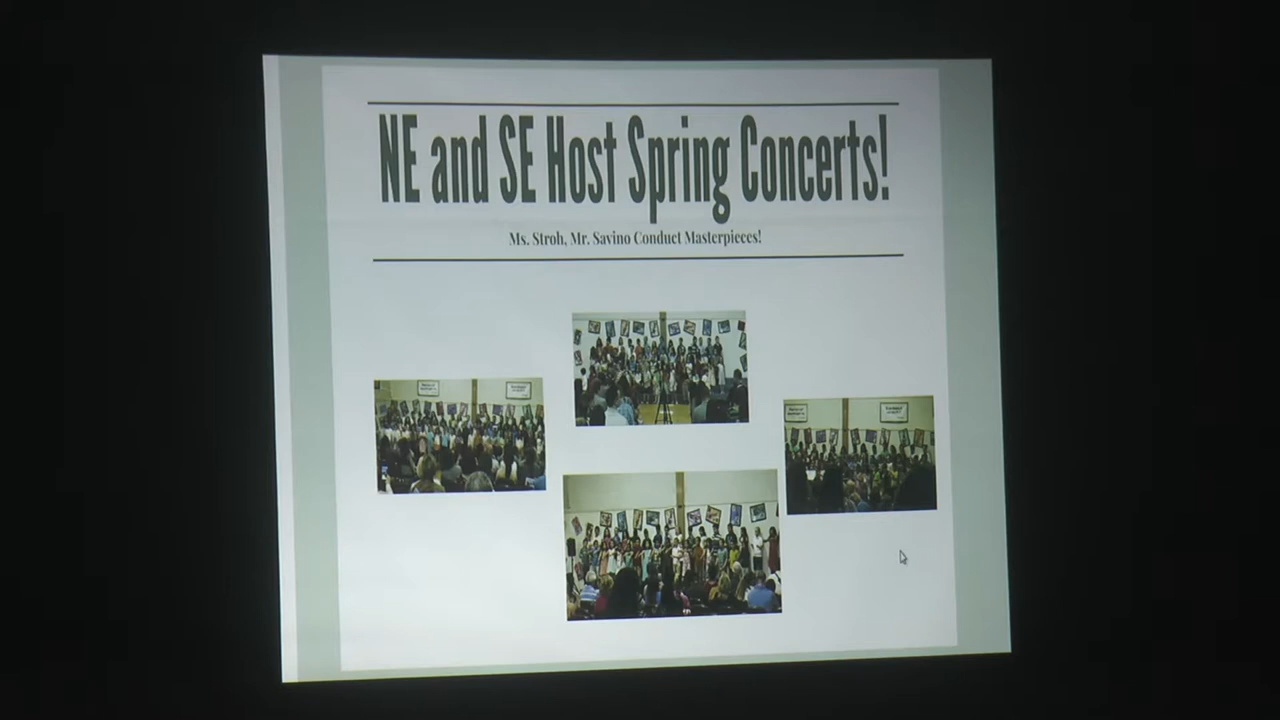 NE and SE Host Spring Concerts!
Ms. Stroh, Mr. Savino Conduct Masterpieces!